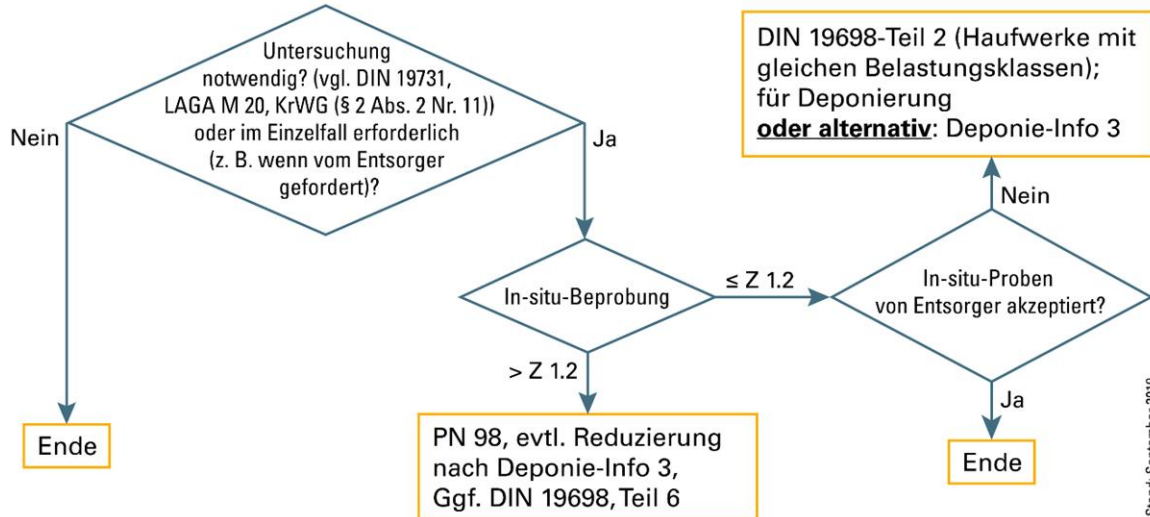 Untersuchung
notwendig? (vgl. DIN 19731,
LAGA M 20, KrWG (§ 2 Abs. 2 Nr. 11))
oder im Einzelfall erforderlich
(z. B. wenn vom Entsorger
gefordert)?
Nein
Ja
Ende
In-situ-Beprobung
≤ Z 1.2
> Z 1.2
PN 98, evtl. Reduzierung
nach Deponie-Info 3,
Ggf. DIN 19698, Teil 6
DIN 19698-Teil 2 (Haufwerke mit
gleichen Belastungsklassen);
für Deponierung
oder alternativ: Deponie-Info 3
Nein
In-situ-Proben
von Entsorger akzeptiert?
Ja
Ende
Stand: September 2019